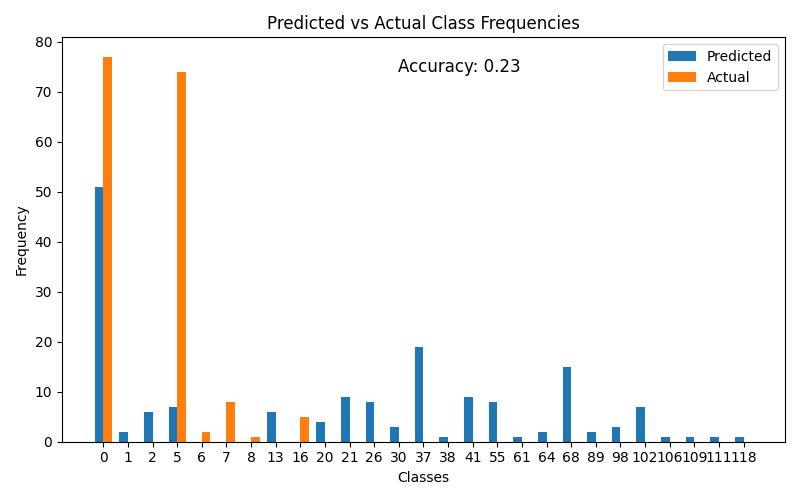 Predicted vs Actual Class Frequencies
Accuracy: 0.23
Predicted
Actual
80
70
60
50
40
30
20
10
0
Frequency
0 1 2 5 6 7 8 13 16 20 21 26 30 37 38 41 55 61 64 68 89 98 102 106 109 111 118
Classes